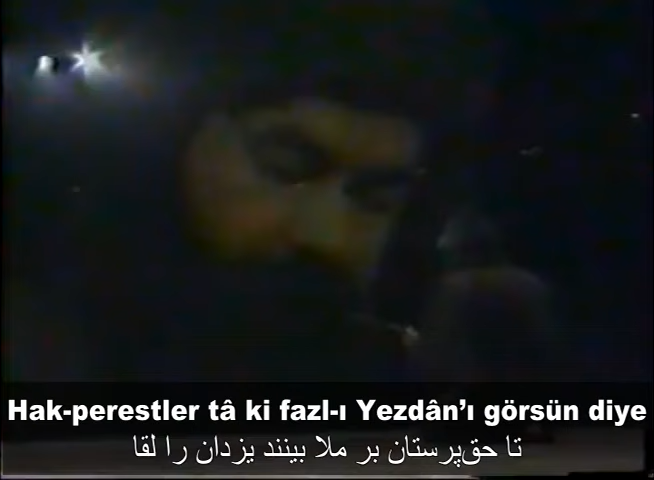 Hak-perestler tâ ki fazl-ı Yezdân’ı görsün diye
تا حق‌پرستان بر ملا بینند یزدان را لقا